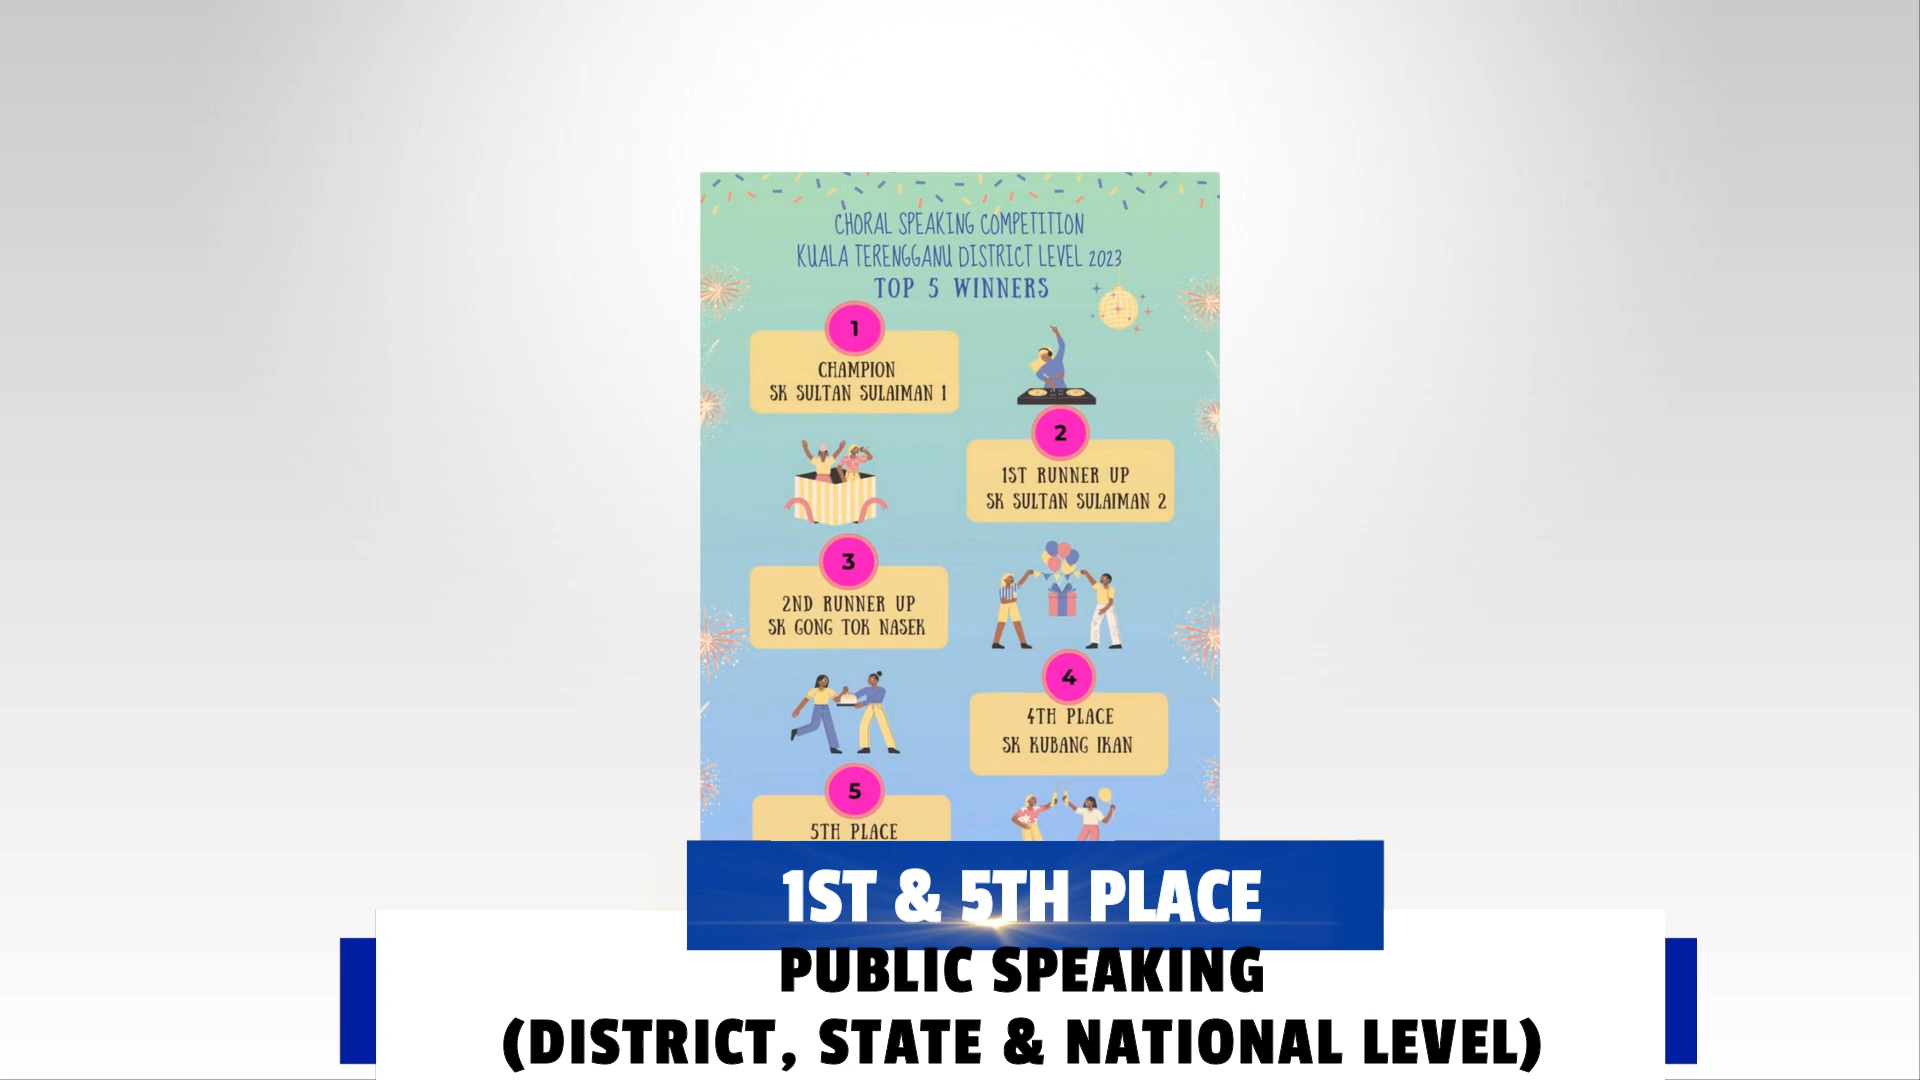 CHORAL SPEAKING COMPETITION
KUALA TERENGGANU DISTRICT LEVEL 2023
TOP 5 WINNERS
1
CHAMPION
SK SULTAN SULAIMAN 1
2
1ST RUNNER UP
SK SULTAN SULAIMAN 2
3
2ND RUNNER UP
SK GONG TOK NASEK
4
4TH PLACE
SK KUBANG IKAN
5
5TH PLACE
1ST & 5TH PLACE
PUBLIC SPEAKING
(DISTRICT, STATE & NATIONAL LEVEL)